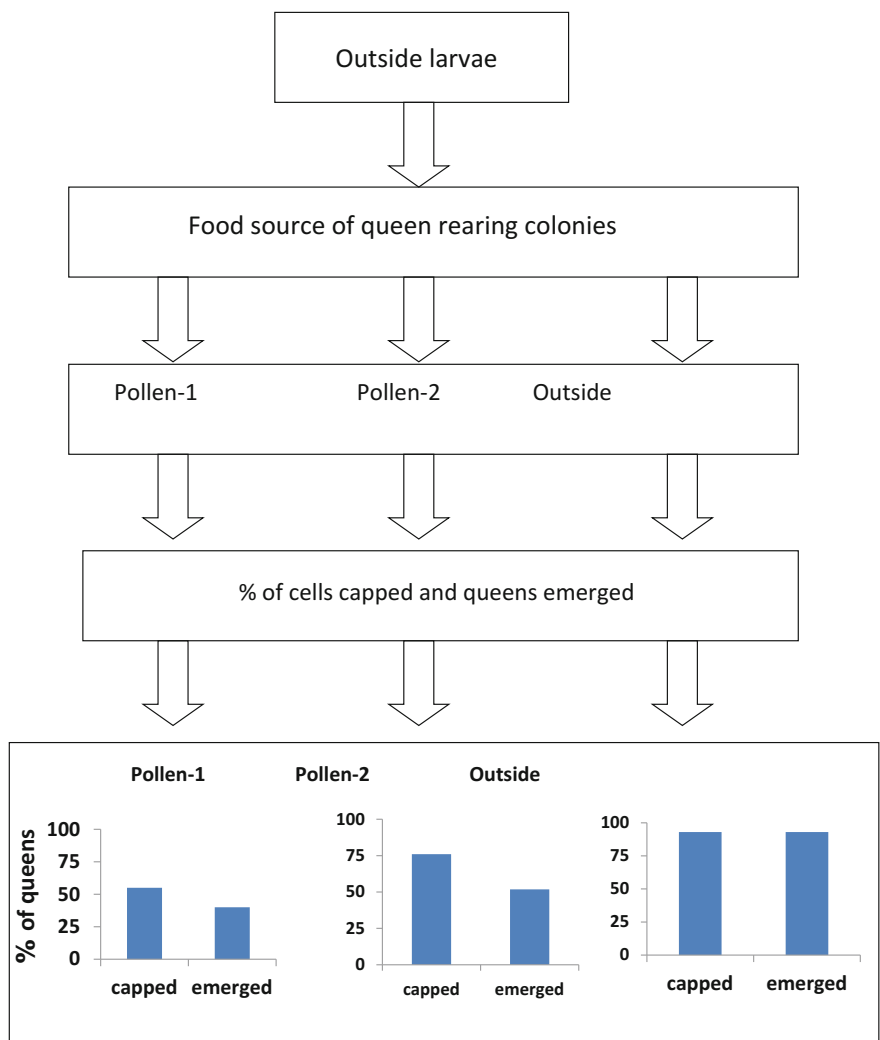 Outside larvae
Food source of queen rearing colonies
Pollen-1 Pollen-2 Outside
% of cells capped and queens emerged
Pollen-1 Pollen-2 Outside
% of queens
100
75
50
25
0
capped emerged
100
75
50
25
0
capped emerged
100
75
50
25
0
capped emerged